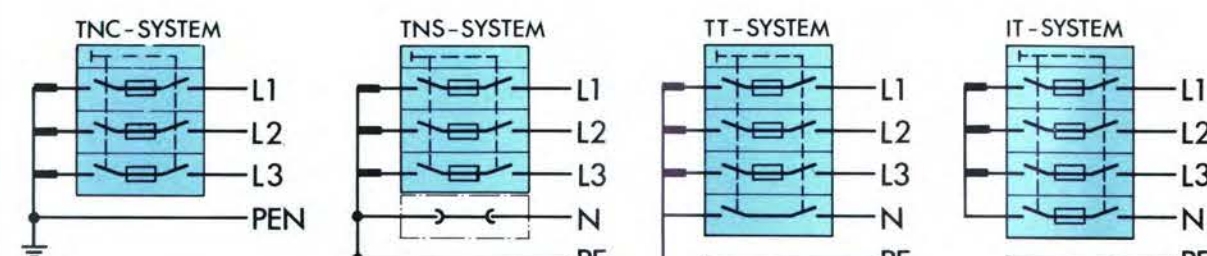 TNC-SYSTEM
L1
L2
L3
PEN
TNS-SYSTEM
L1
L2
L3
N
PE
TT-SYSTEM
L1
L2
L3
N
PE
IT-SYSTEM
L1
L2
L3
N
PE